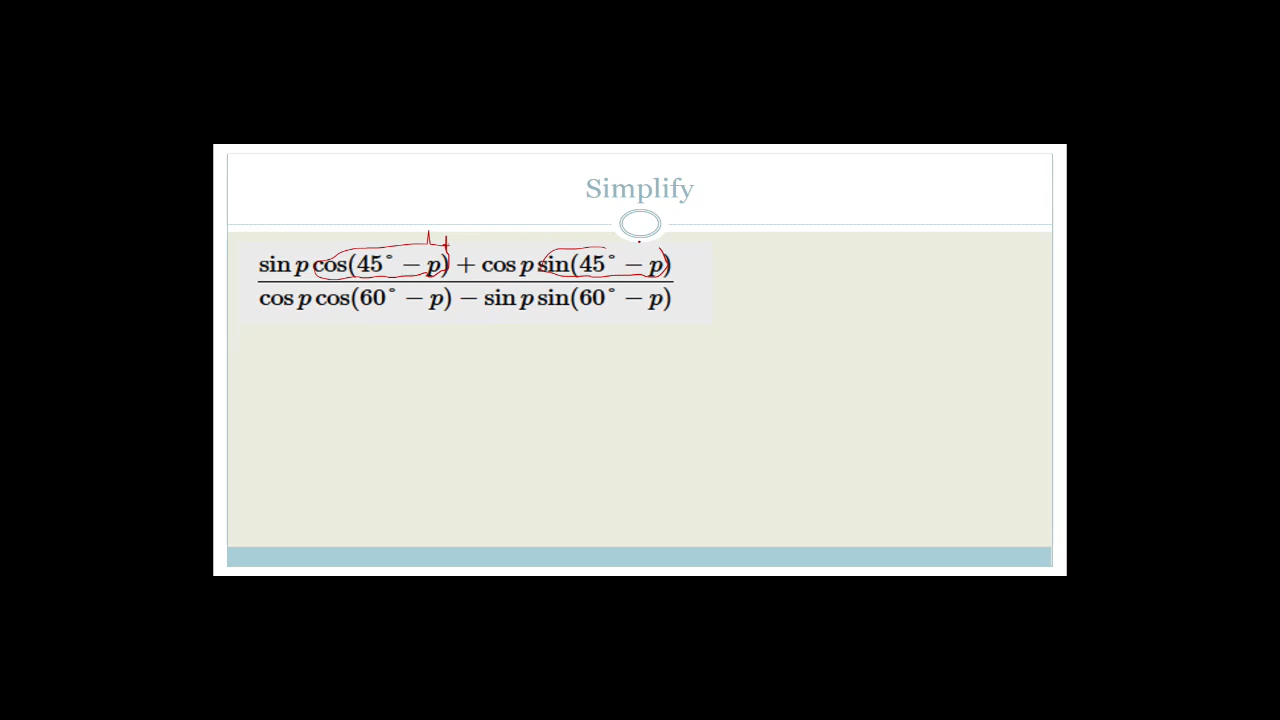 Simplify
sin p cos(45° − p) + cos p sin(45° − p)
cos p cos(60° − p) − sin p sin(60° − p)